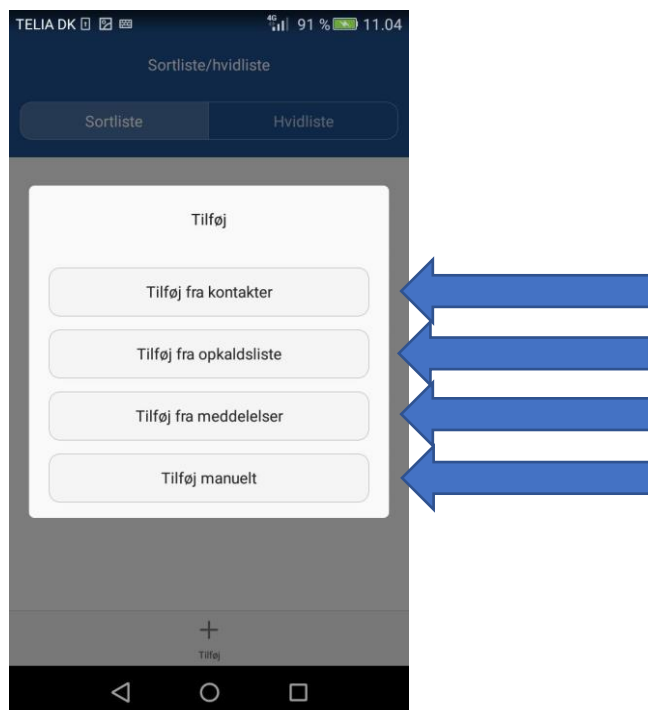 TELIA DK 4G 91 % 11.04
Sortliste/hvidliste
Sortliste Hvidliste
Tilføj
Tilføj fra kontakter
Tilføj fra opkaldsliste
Tilføj fra meddelelser
Tilføj manuelt
Tilføj